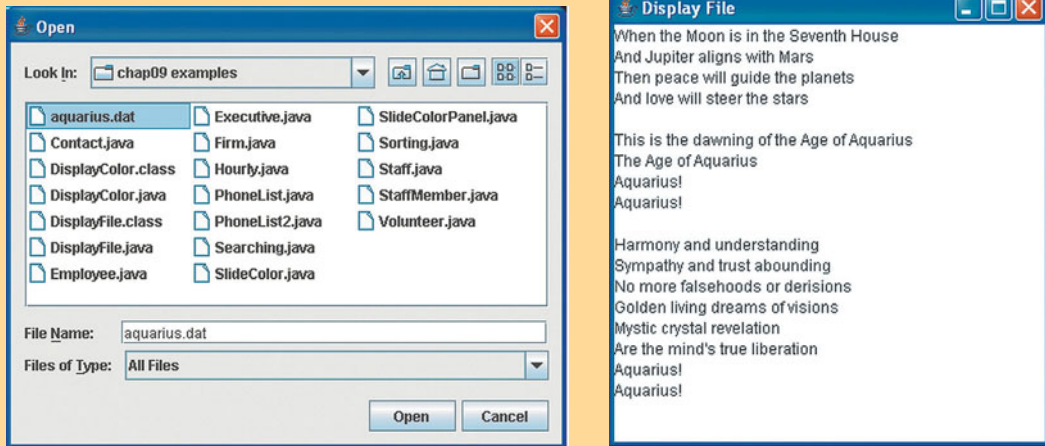 Open
Look In: chap09 examples
aquarius.dat
Contact.java
DisplayColor.class
DisplayColor.java
DisplayFile.class
DisplayFile.java
Employee.java
Executive.java
Firm.java
Hourly.java
PhoneList.java
PhoneList2.java
Searching.java
SlideColor.java
SlideColorPanel.java
Sorting.java
Staff.java
StaffMember.java
Volunteer.java
File Name: aquarius.dat
Files of Type: All Files
Open Cancel
Display File
When the Moon is in the Seventh House
And Jupiter aligns with Mars
Then peace will guide the planets
And love will steer the stars
This is the dawning of the Age of Aquarius
The Age of Aquarius
Aquarius!
Aquarius!
Harmony and understanding
Sympathy and trust abounding
No more falsehoods or derisions
Golden living dreams of visions
Mystic crystal revelation
Are the mind's true liberation
Aquarius!
Aquarius!